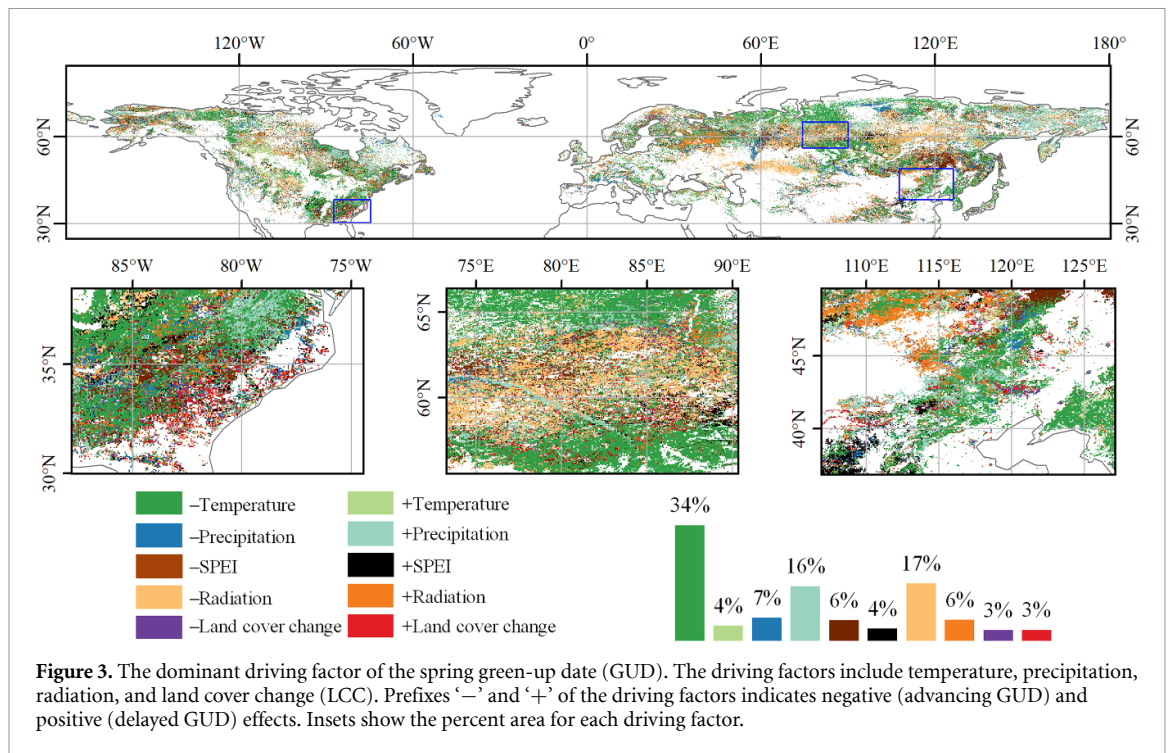 120°W 60°W 0° 60°E 120°E 180°
60°N 60°N
30°N 30°N
85°W 80°W 75°W 75°E 80°E 85°E 90°E 110°E 115°E 120°E 125°E
35°N 65°N 45°N
30°N 60°N 40°N
−Temperature +Temperature
−Precipitation +Precipitation
−SPEI +SPEI
−Radiation +Radiation
−Land cover change +Land cover change
34% 4% 7% 16% 6% 4% 17% 6% 3% 3%
Figure 3. The dominant driving factor of the spring green-up date (GUD). The driving factors include temperature, precipitation,
radiation, and land cover change (LCC). Prefixes ‘−’ and ‘+’ of the driving factors indicates negative (advancing GUD) and
positive (delayed GUD) effects. Insets show the percent area for each driving factor.